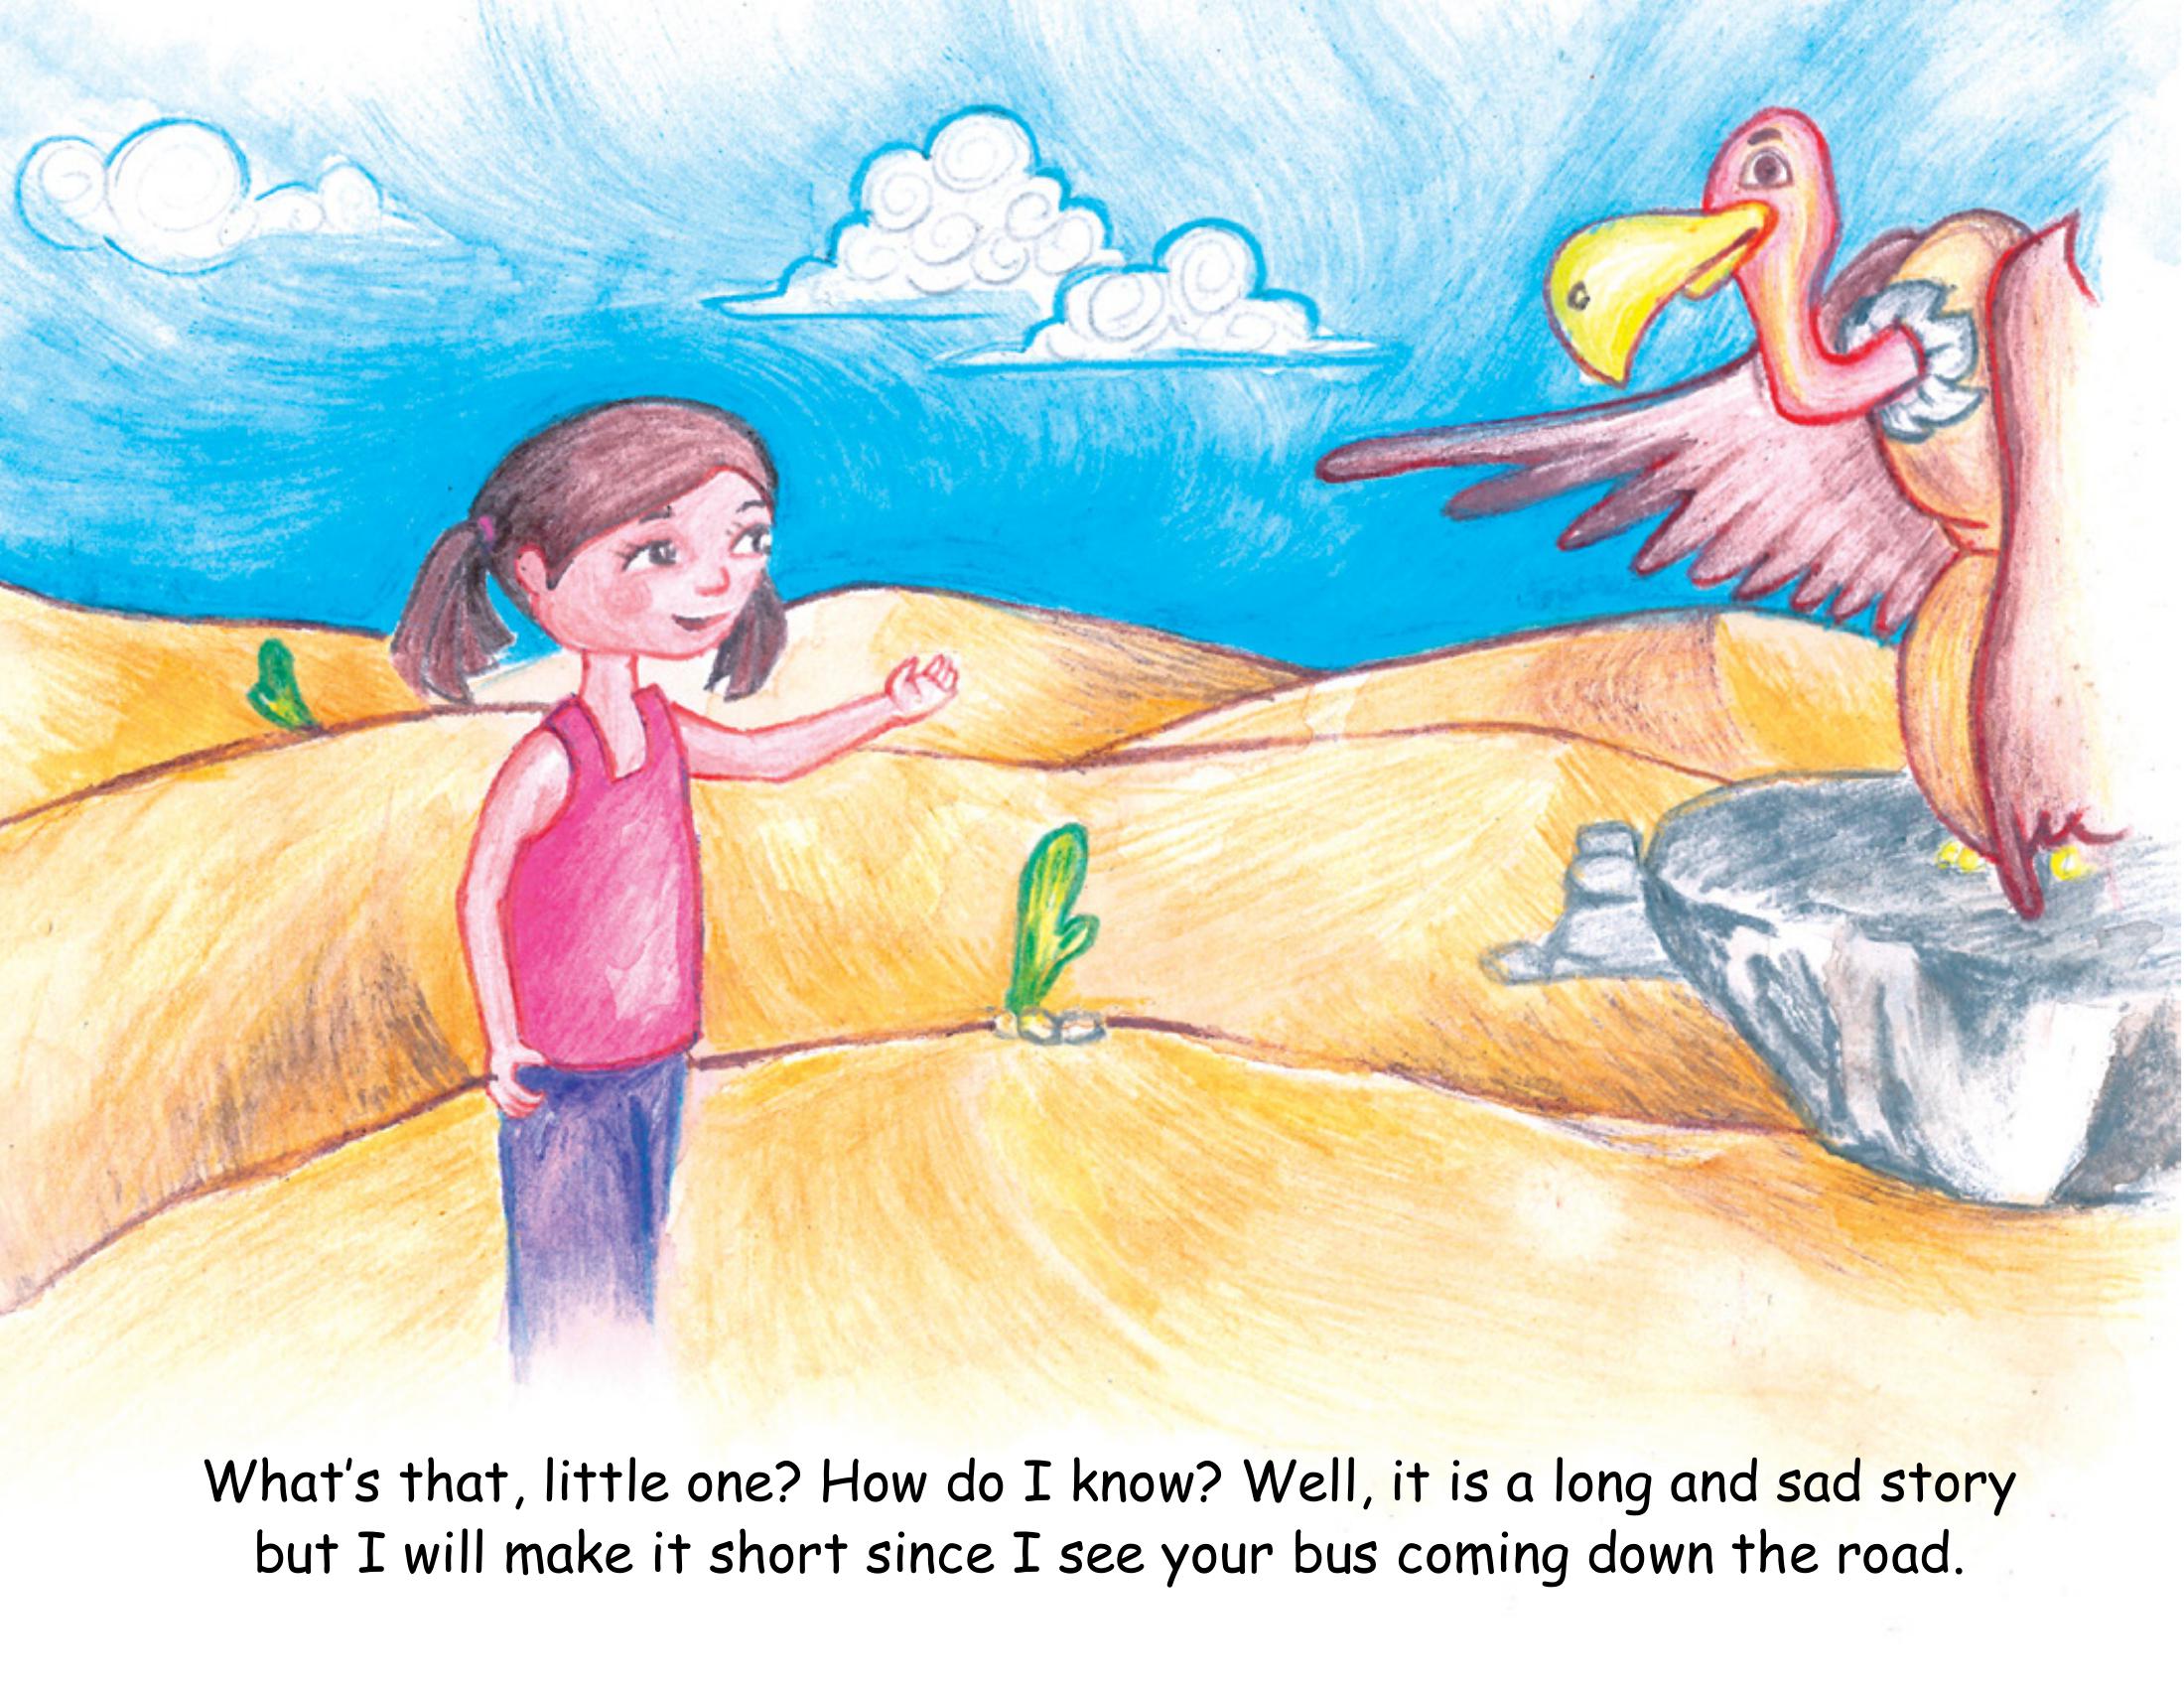 What's that, little one? How do I know? Well, it is a long and sad story
but I will make it short since I see your bus coming down the road.